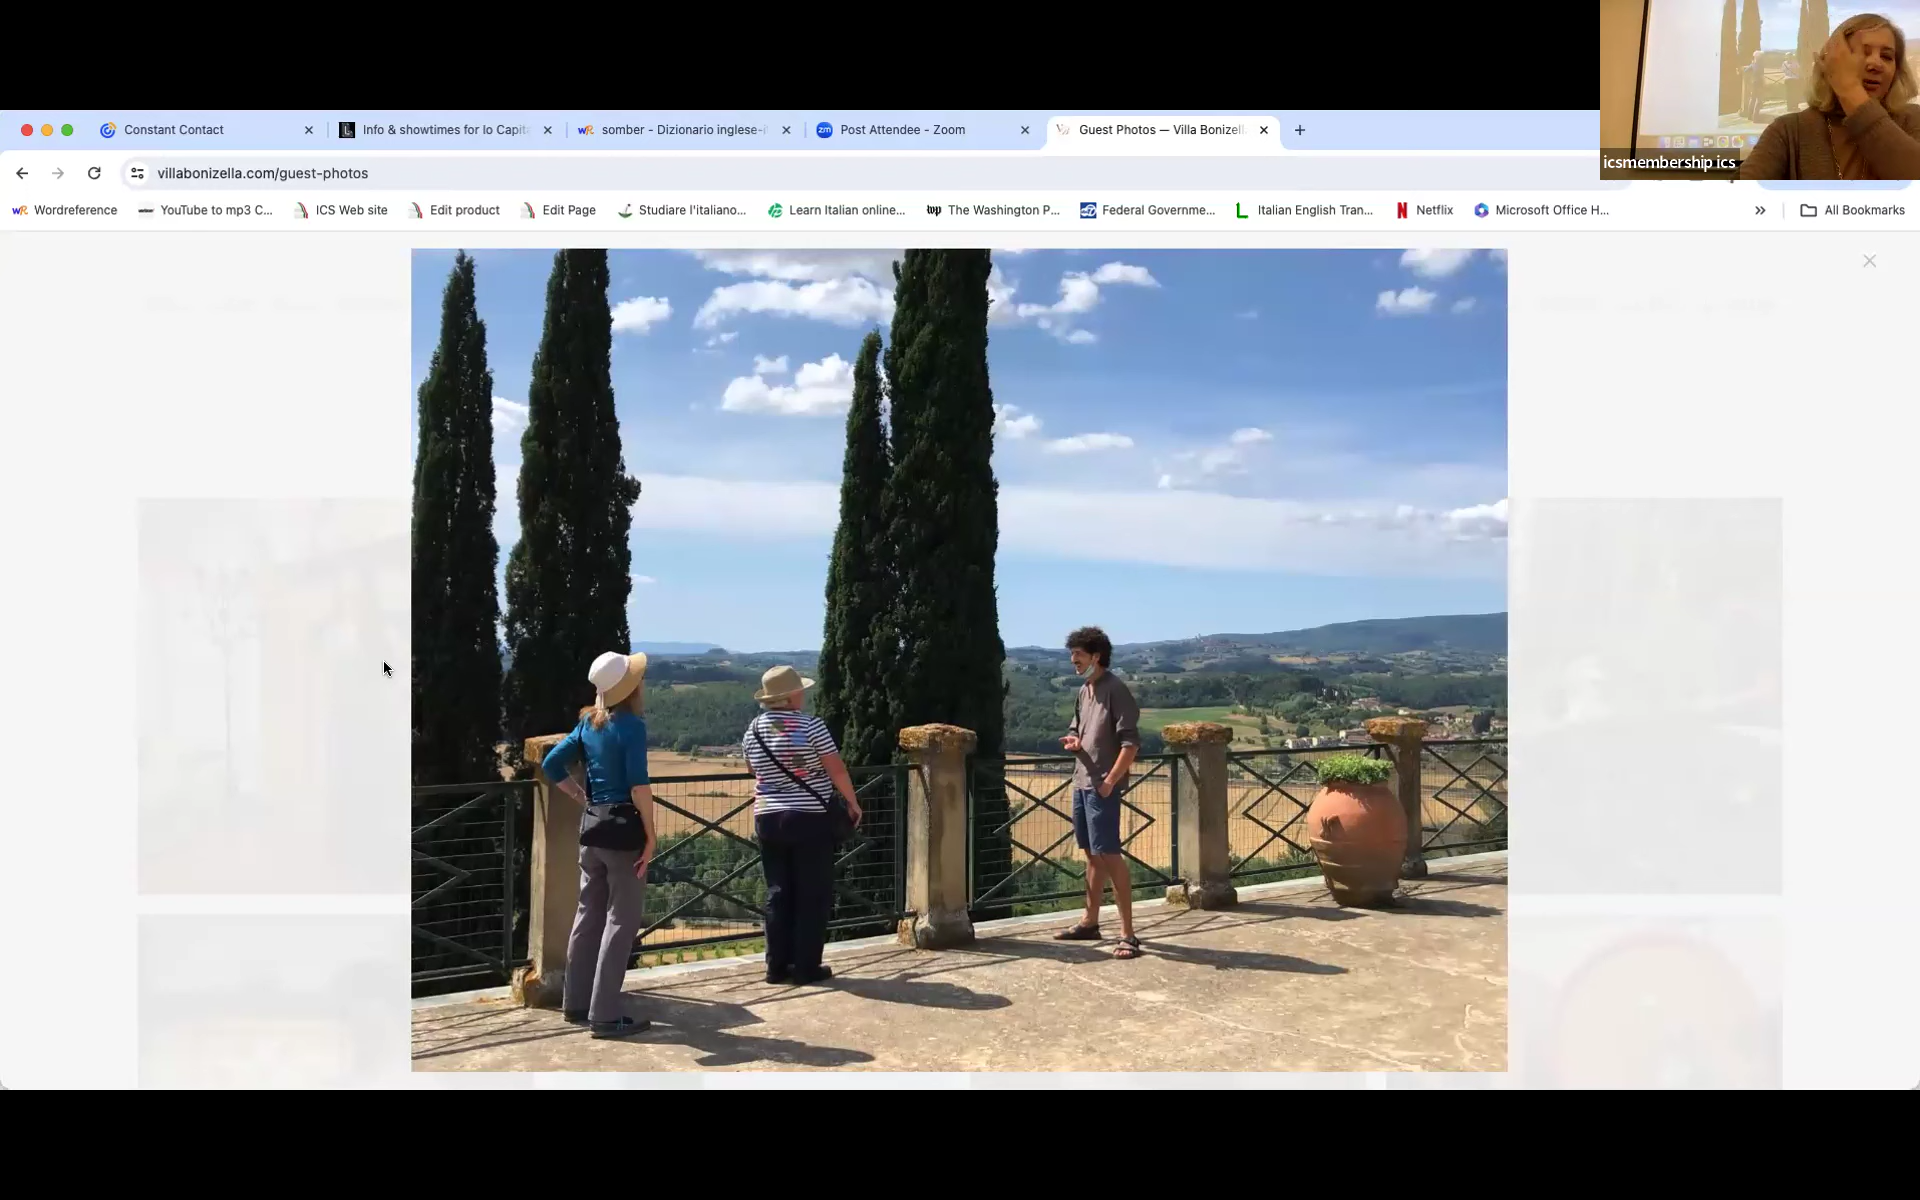 Constant Contact
Info & showtimes for Io Capit
somber - Dizionario inglese-i
Post Attendee - Zoom
Guest Photos — Villa Bonizell
villabonizella.com/guest-photos
icsmembership ics
Wordreference
YouTube to mp3 C...
ICS Web site
Edit product
Edit Page
Studiare l'italiano...
Learn Italian online...
The Washington P...
Federal Governme...
Italian English Tran...
Netflix
Microsoft Office H...
All Bookmarks